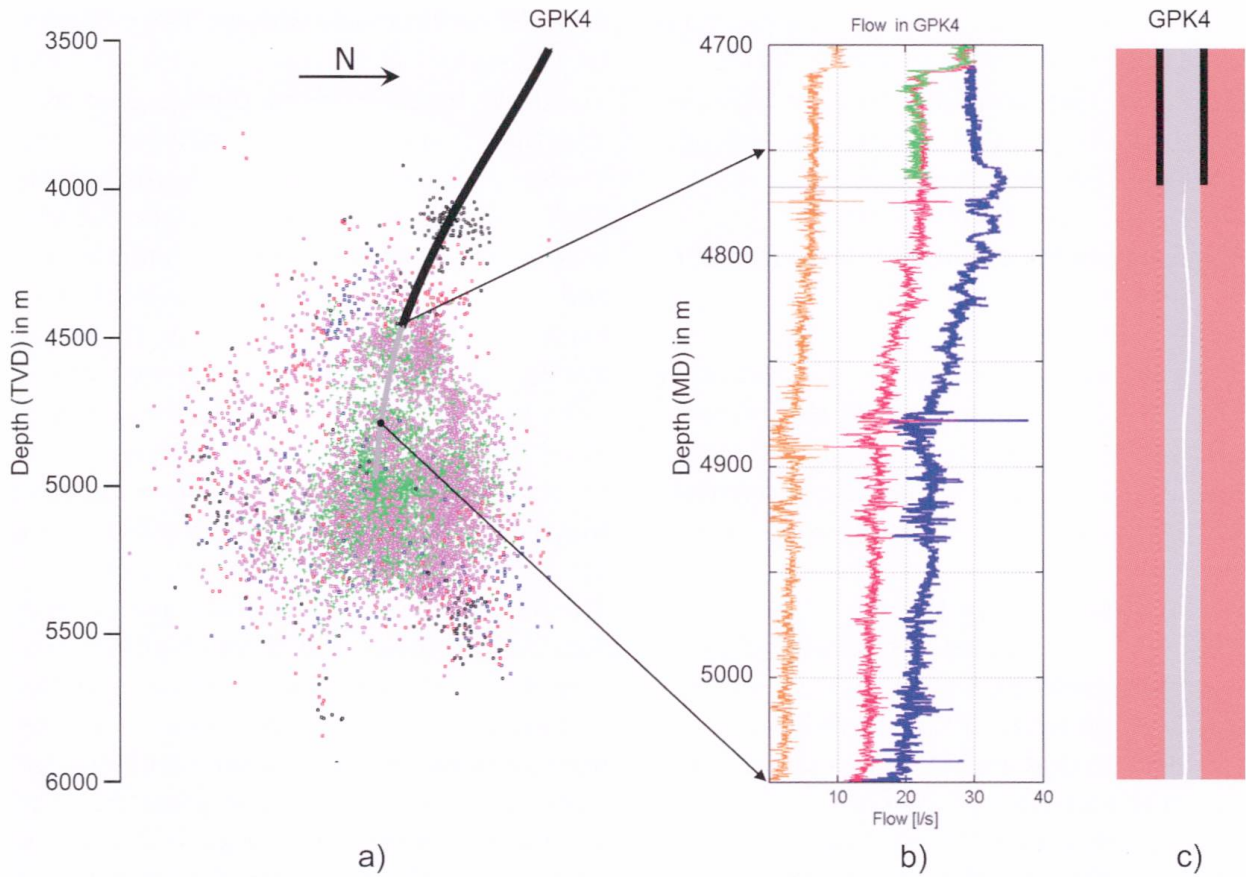 GPK4
N
3500
4000
4500
5000
5500
6000
Depth (TVD) in m
a)
Flow in GPK4
4700
4800
4900
5000
Depth (MD) in m
10 20 30 40
Flow [l/s]
b)
GPK4
c)